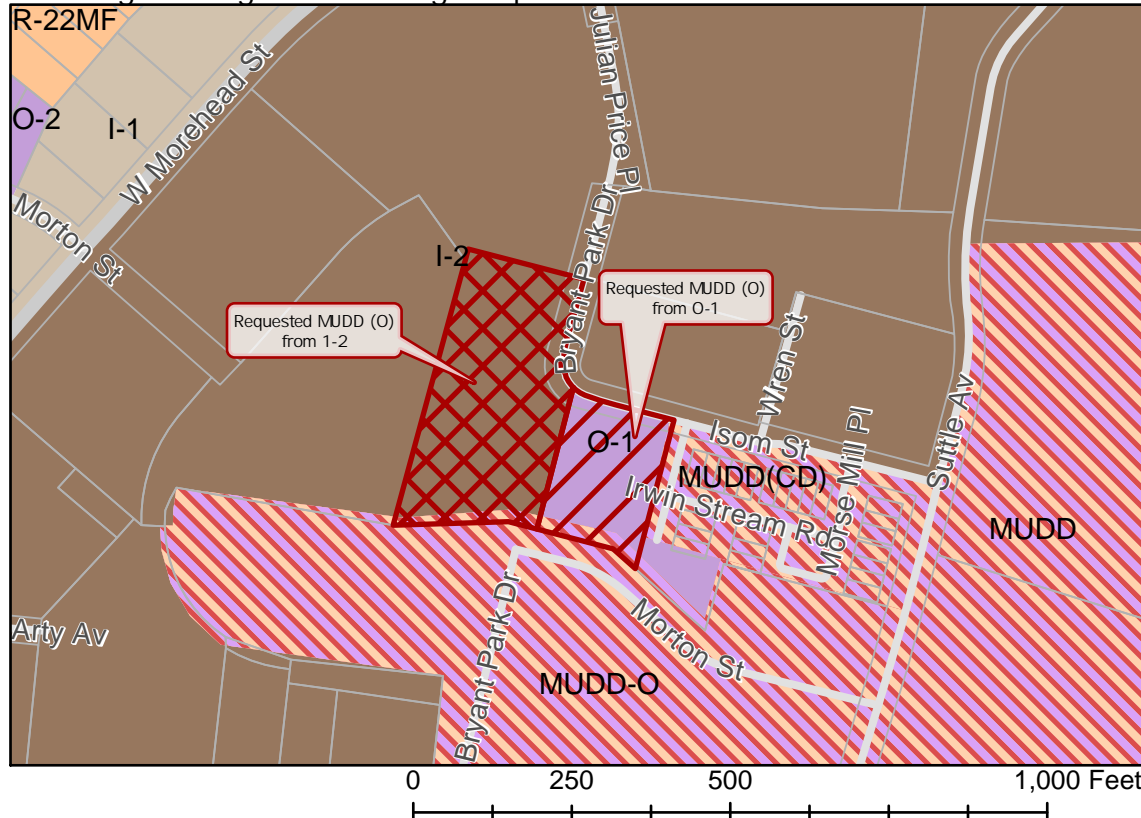 R-22MF
O-2
I-1
W Morehead St
Morton St
Julian Price Pl
Bryant Park Dr
I-2
Requested MUDD (O)
from 1-2
Requested MUDD (O)
from O-1
Wren St
O-1
Isom St
MUDD(CD)
Irwin Stream Rd
Morse Mill Pl
Suttle Av
MUDD
Arty Av
Bryant Park Dr
Morton St
MUDD-O
0 250 500 1,000 Feet